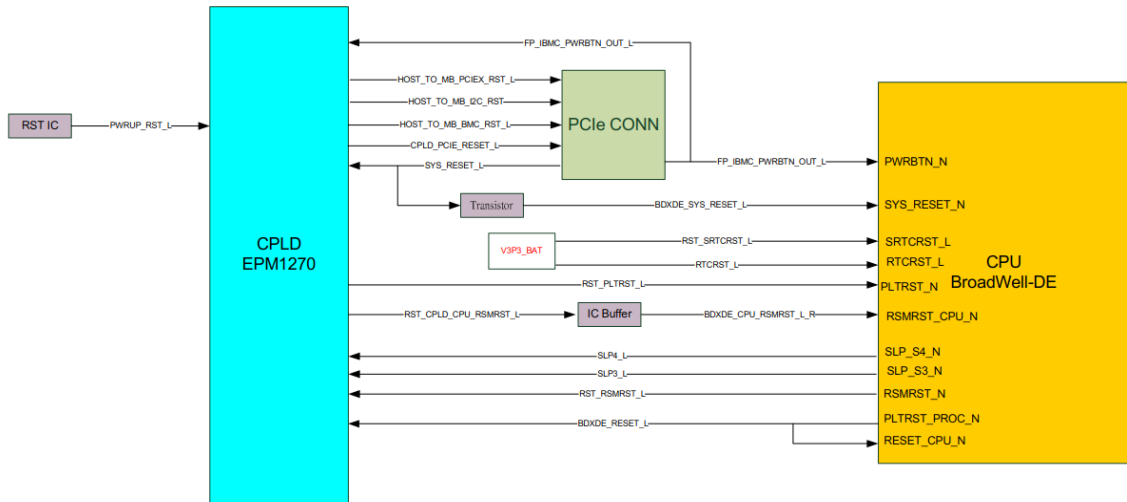 FP_IBMC_PWRBTN_OUT_L
HOST_TO_MB_PCIEX_RST_L
HOST_TO_MB_I2C_RST
RST IC
PWRUP_RST_L
HOST_TO_MB_BMC_RST_L
PCIe CONN
CPLD_PCIE_RESET_L
SYS_RESET_L
FP_IBMC_PWRBTN_OUT_L
PWRBTN_N
Transistor
BDXDE_SYS_RESET_L
SYS_RESET_N
CPLD
EPM1270
V3P3_BAT
RST_SRTCRST_L
SRTCRST_L
RTCRST_L
RTCRST_L
CPU
BroadWell-DE
RST_PLTRST_L
PLTRST_N
RST_CPLD_CPU_RSMRST_L
IC Buffer
BDXDE_CPU_RSMRST_L_R
RSMRST_CPU_N
SLP4_L
SLP_S4_N
SLP3_L
SLP_S3_N
RST_RSMRST_L
RSMRST_N
BDXDE_RESET_L
PLTRST_PROC_N
RESET_CPU_N